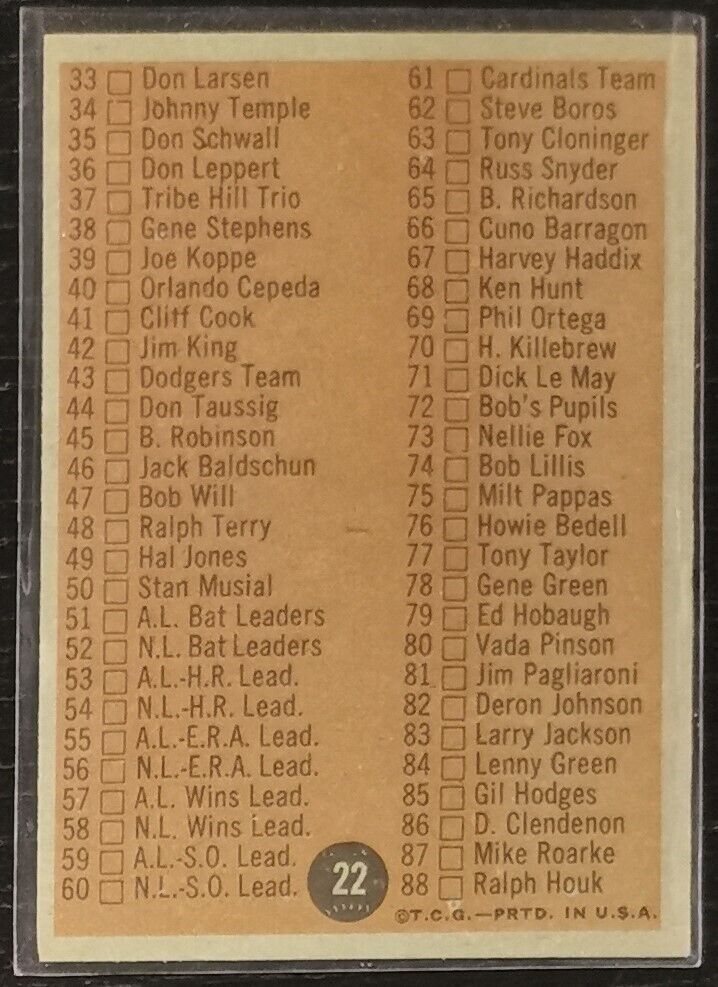 33 Don Larsen
34 Johnny Temple
35 Don Schwall
36 Don Leppert
37 Tribe Hill Trio
38 Gene Stephens
39 Joe Koppe
40 Orlando Cepeda
41 Cliff Cook
42 Jim King
43 Dodgers Team
44 Don Taussig
45 B. Robinson
46 Jack Baldschun
47 Bob Will
48 Ralph Terry
49 Hal Jones
50 Stan Musial
51 A.L. Bat Leaders
52 N.L. Bat Leaders
53 A.L.-H.R. Lead.
54 N.L.-H.R. Lead.
55 A.L.-E.R.A. Lead.
56 N.L.-E.R.A. Lead.
57 A.L. Wins Lead.
58 N.L. Wins Lead.
59 A.L.-S.O. Lead.
60 N.L.-S.O. Lead.
61 Cardinals Team
62 Steve Boros
63 Tony Cloninger
64 Russ Snyder
65 B. Richardson
66 Cuno Barragon
67 Harvey Haddix
68 Ken Hunt
69 Phil Ortega
70 H. Killebrew
71 Dick Le May
72 Bob's Pupils
73 Nellie Fox
74 Bob Lillis
75 Milt Pappas
76 Howie Bedell
77 Tony Taylor
78 Gene Green
79 Ed Hobaugh
80 Vada Pinson
81 Jim Pagliaroni
82 Deron Johnson
83 Larry Jackson
84 Lenny Green
85 Gil Hodges
86 D. Clendenon
87 Mike Roarke
88 Ralph Houk
22
©T.C.G.—PRTD. IN U.S.A.